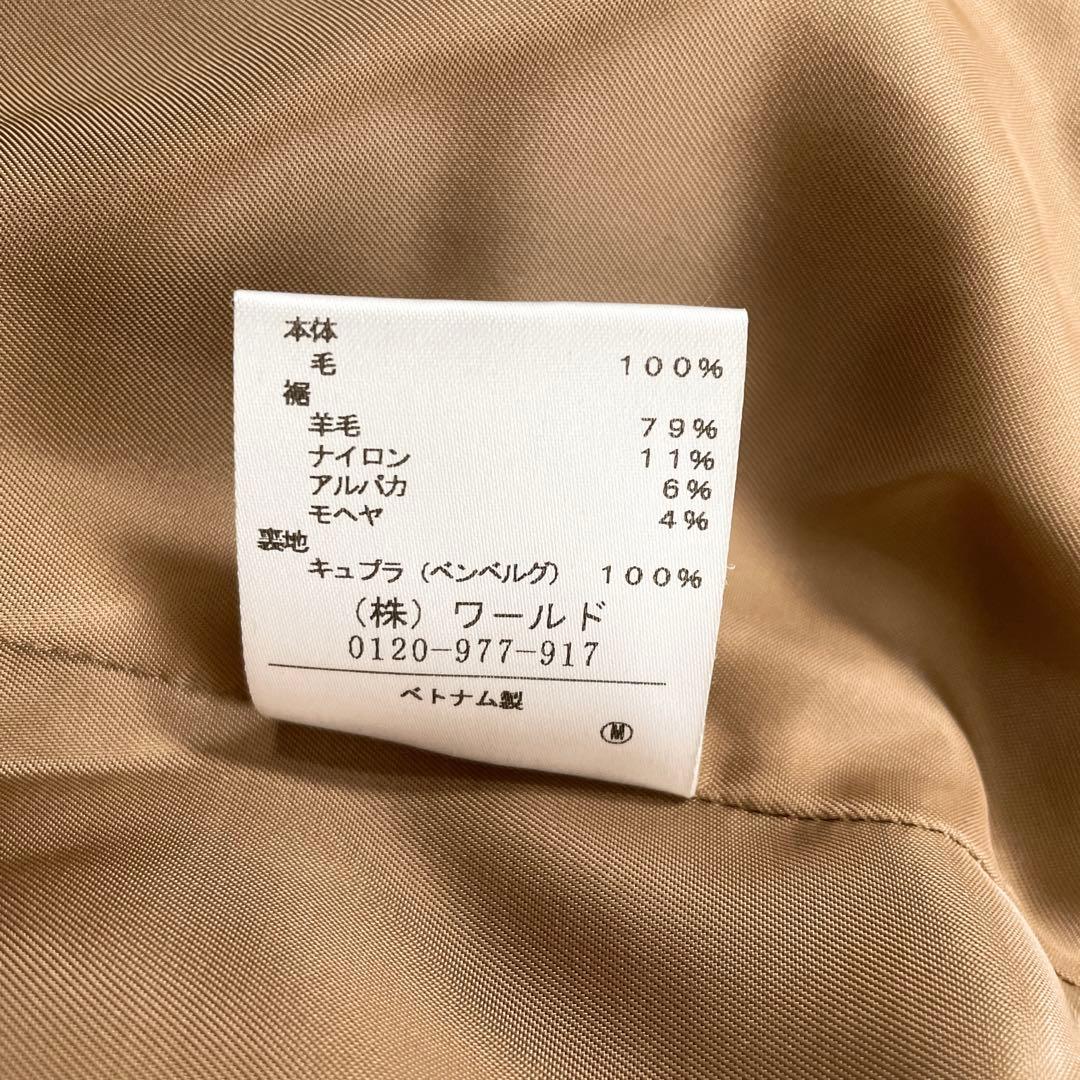 本体
毛 100%
裾
羊毛 79%
ナイロン 11%
アルパカ 6%
モヘヤ 4%
裏地
キュプラ（ベンベルグ） 100%
（株）ワールド
0120-977-917
ベトナム製
Ⓜ